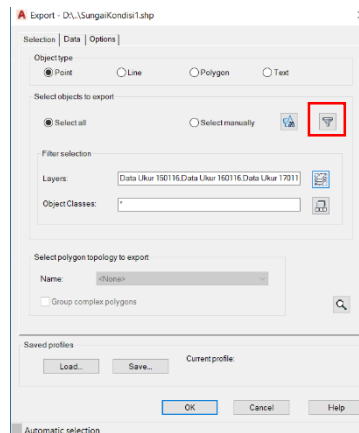 A Export - D:\..\SungaiKondisi1.shp
Selection Data Options
Object type
Point Line Polygon Text
Select objects to export
Select all Select manually
Filter selection
Layers: Data Ukur 150116,Data Ukur 160116,Data Ukur 17011
Object Classes: *
Select polygon topology to export
Name: <None>
Group complex polygons
Saved profiles
Load... Save... Current profile:
OK Cancel Help
Automatic selection